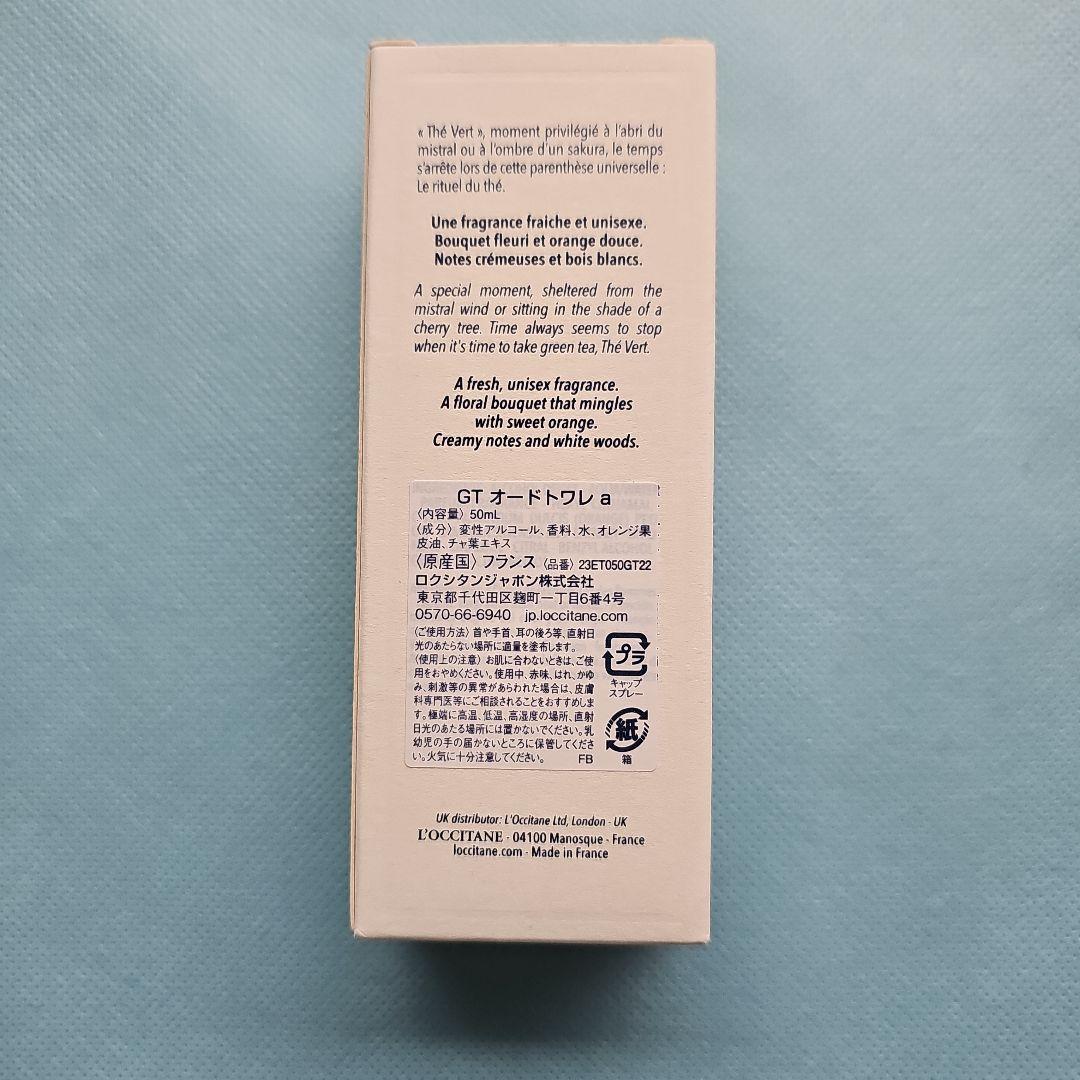 « Thé Vert », moment privilégié à l'abri du
mistral ou à l'ombre d'un sakura, le temps
s'arrête lors de cette parenthèse universelle :
Le rituel du thé.
Une fragrance fraiche et unisexe.
Bouquet fleuri et orange douce.
Notes crémeuses et bois blancs.
A special moment, sheltered from the
mistral wind or sitting in the shade of a
cherry tree. Time always seems to stop
when it's time to take green tea, Thé Vert.
A fresh, unisex fragrance.
A floral bouquet that mingles
with sweet orange.
Creamy notes and white woods.
GT オードトワレ a
〈内容量〉 50mL
〈成分〉 変性アルコール、香料、水、オレンジ果
皮油、チャ葉エキス
〈原産国〉 フランス 〈品番〉 23ET050GT22
ロクシタンジャポン株式会社
東京都千代田区麹町一丁目6番4号
0570-66-6940 jp.loccitane.com
〈ご使用方法〉 首や手首、耳の後ろ等、直射日
光のあたらない場所に適量を塗布します。
〈使用上の注意〉 お肌に合わないときは、ご使
用をおやめください。使用中、赤味、はれ、かゆ
み、刺激等の異常があらわれた場合は、皮膚
科専門医等にご相談されることをおすすめしま
す。極端に高温、低温、高湿度の場所、直射
日光のあたる場所には置かないでください。乳
幼児の手の届かないところに保管してくださ
い。火気に十分注意してください。 FB
プラ
キャップ
スプレー
紙
箱
UK distributor: L'Occitane Ltd, London - UK
L'OCCITANE - 04100 Manosque - France
loccitane.com - Made in France